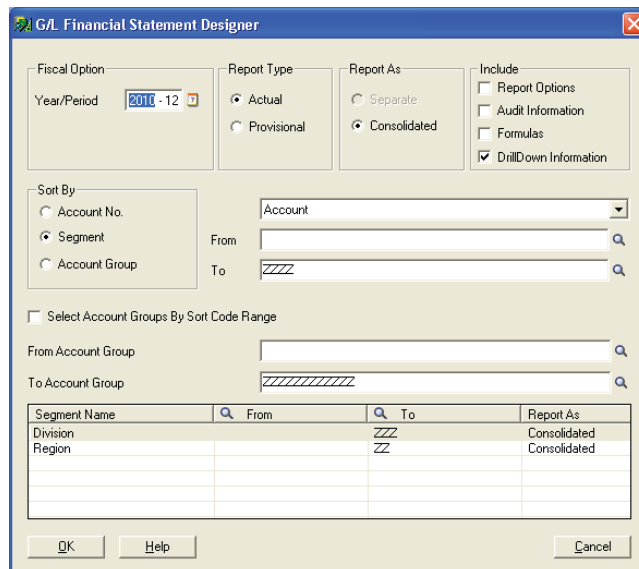 G/L Financial Statement Designer
Fiscal Option
Year/Period 2010 - 12
Report Type
Actual
Provisional
Report As
Separate
Consolidated
Include
Report Options
Audit Information
Formulas
DrillDown Information
Sort By
Account No.
Segment
Account Group
Account
From
To ZZZZ
Select Account Groups By Sort Code Range
From Account Group
To Account Group ZZZZZZZZZZZZ
Segment Name From To Report As
Division ZZZ Consolidated
Region ZZ Consolidated
OK Help Cancel